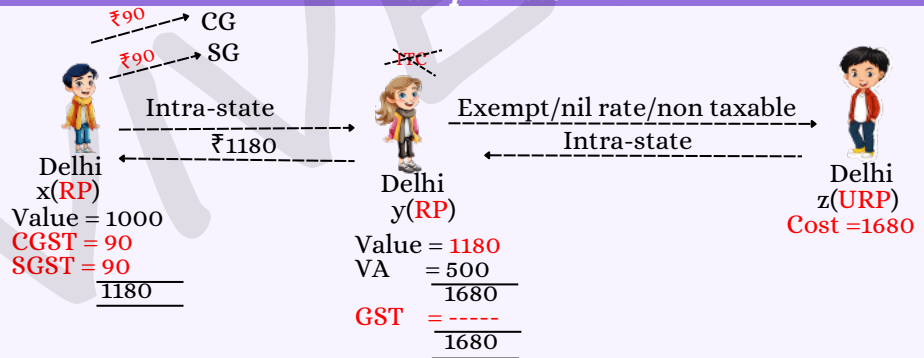 ₹90 CG
₹90 SG
ITC
Intra-state
₹1180
Exempt/nil rate/non taxable
Intra-state
Delhi
x(RP)
Value = 1000
CGST = 90
SGST = 90
1180
Delhi
y(RP)
Value = 1180
VA = 500
1680
GST = -----
1680
Delhi
z(URP)
Cost =1680